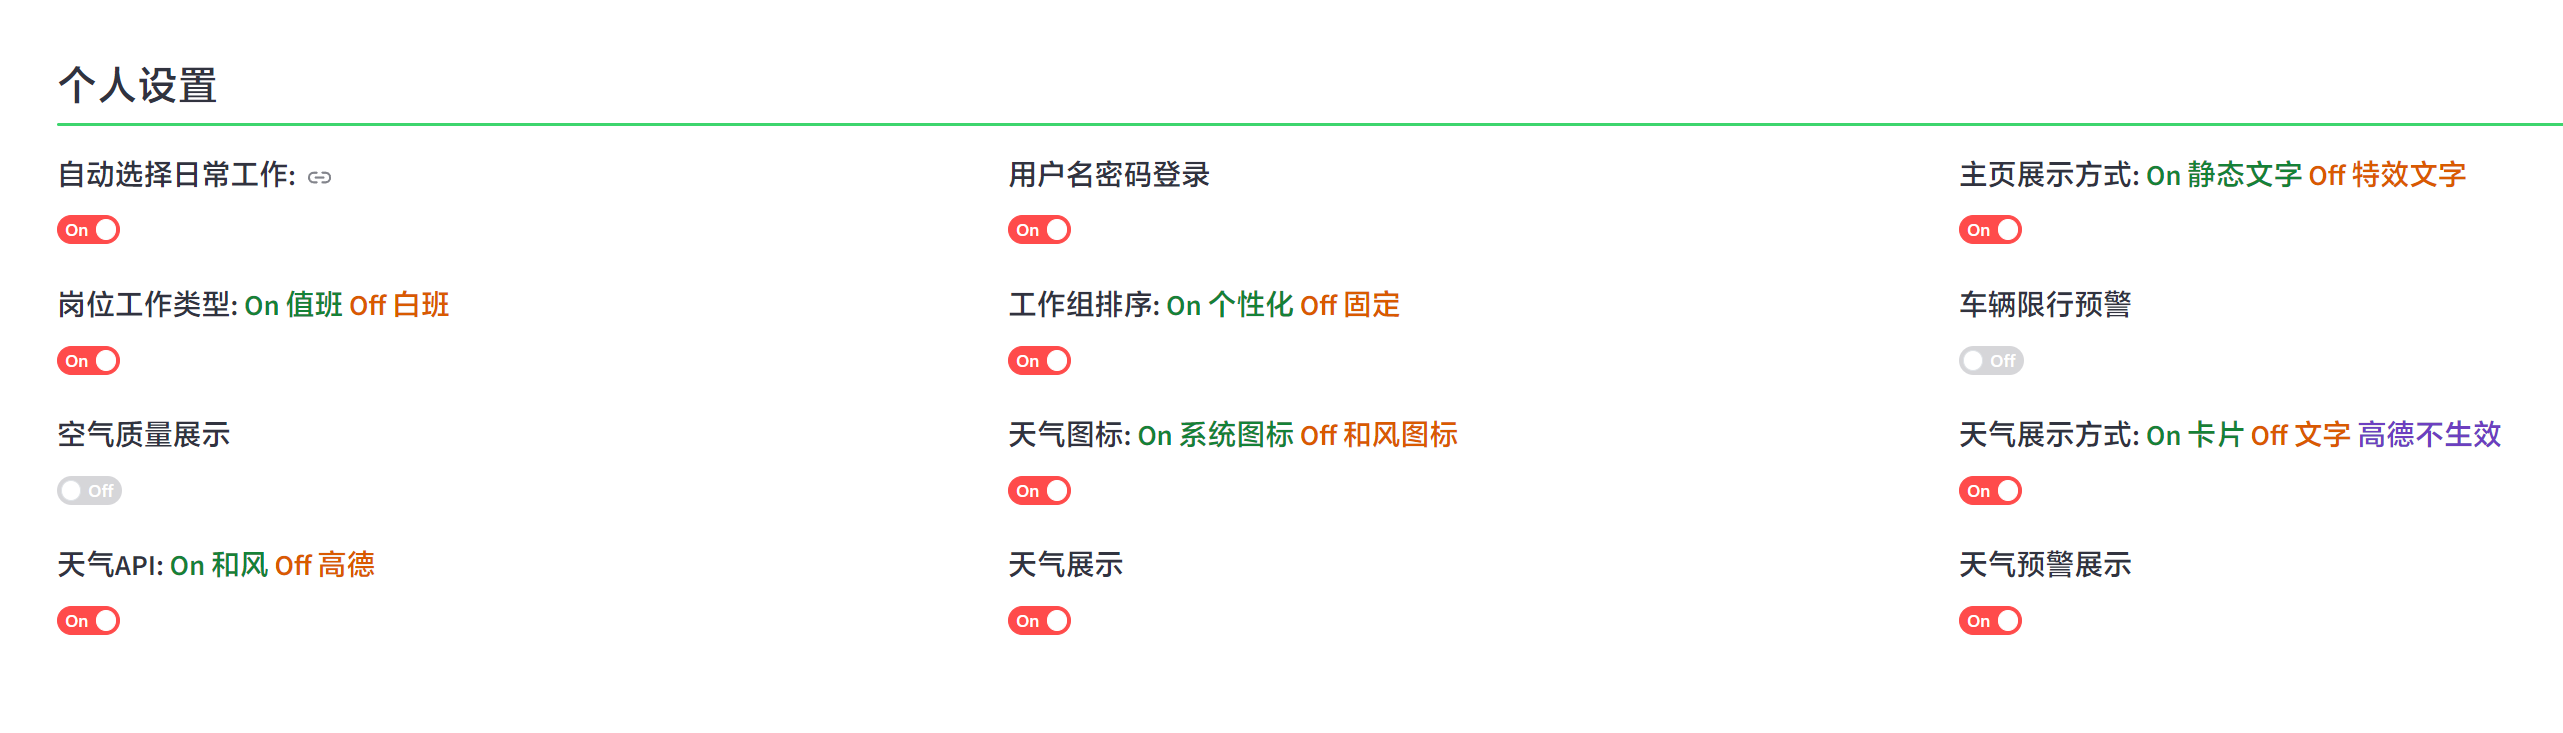 个人设置
自动选择日常工作:
用户名密码登录
主页展示方式: On 静态文字 Off 特效文字
On
On
On
岗位工作类型: On 值班 Off 白班
工作组排序: On 个性化 Off 固定
车辆限行预警
On
On
Off
空气质量展示
天气图标: On 系统图标 Off 和风图标
天气展示方式: On 卡片 Off 文字 高德不生效
Off
On
On
天气API: On 和风 Off 高德
天气展示
天气预警展示
On
On
On